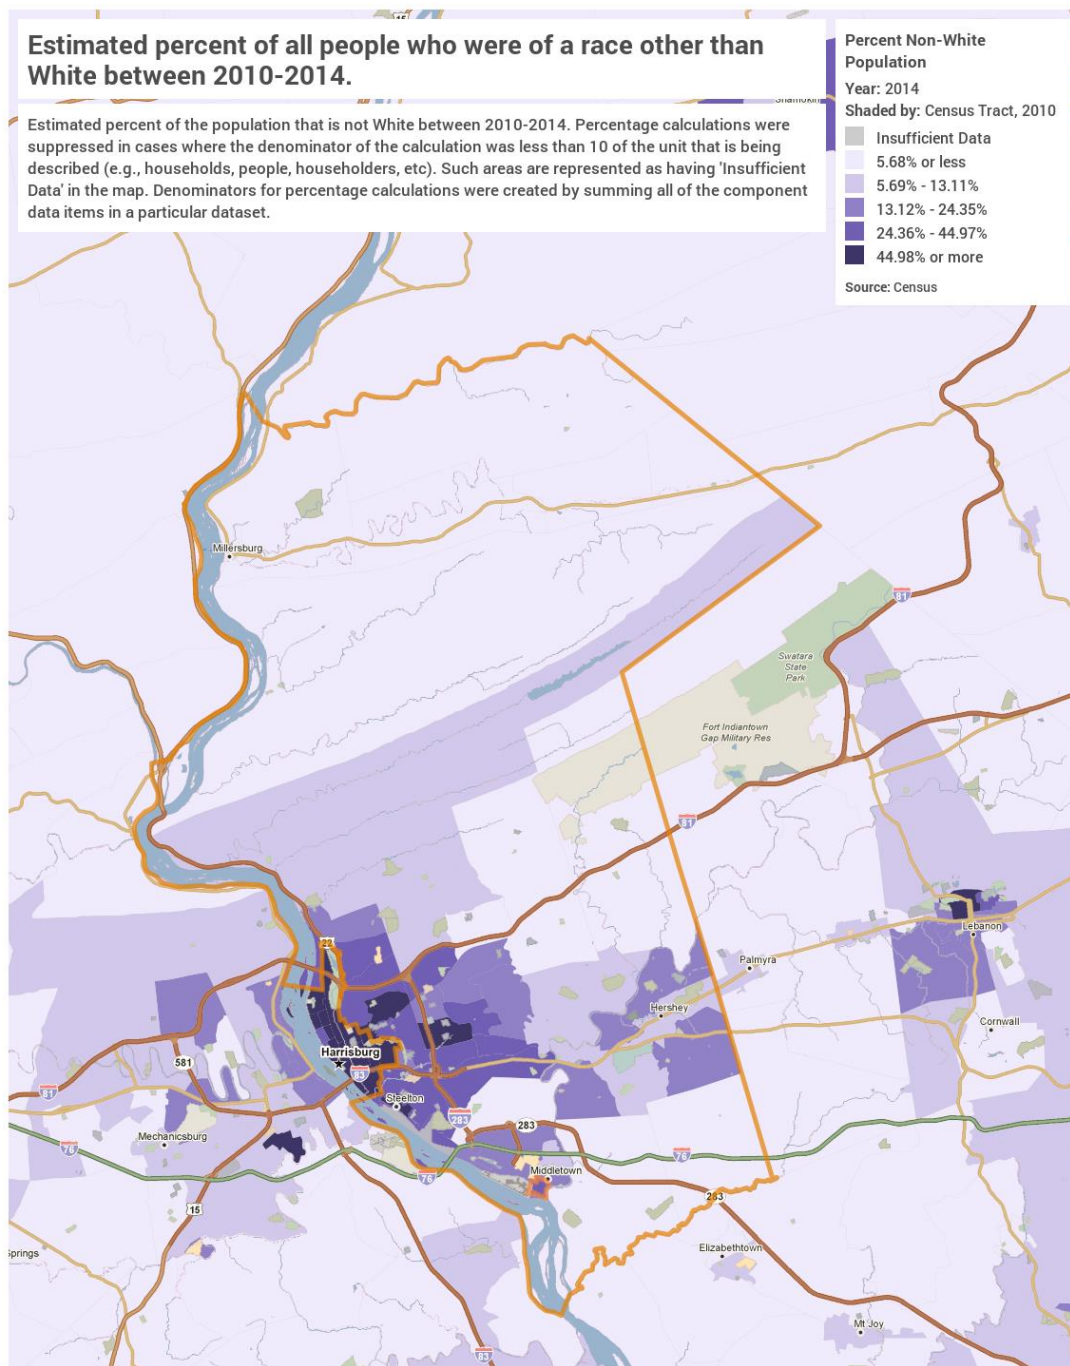 15
Estimated percent of all people who were of a race other than
White between 2010-2014.
Estimated percent of the population that is not White between 2010-2014. Percentage calculations were
suppressed in cases where the denominator of the calculation was less than 10 of the unit that is being
described (e.g., households, people, householders, etc). Such areas are represented as having 'Insufficient
Data' in the map. Denominators for percentage calculations were created by summing all of the component
data items in a particular dataset.
Percent Non-White
Population
Year: 2014
Shaded by: Census Tract, 2010
Insufficient Data
5.68% or less
5.69% - 13.11%
13.12% - 24.35%
24.36% - 44.97%
44.98% or more
Source: Census
Shamokin
Millersburg
81
Swatara
State
Park
Fort Indiantown
Gap Military Res
81
22
Lebanon
Palmyra
Hershey
Cornwall
Harrisburg
581
83
81
Steelton
283
283
Mechanicsburg
76
76
76
Middletown
15
283
Springs
Elizabethtown
Mt Joy
83